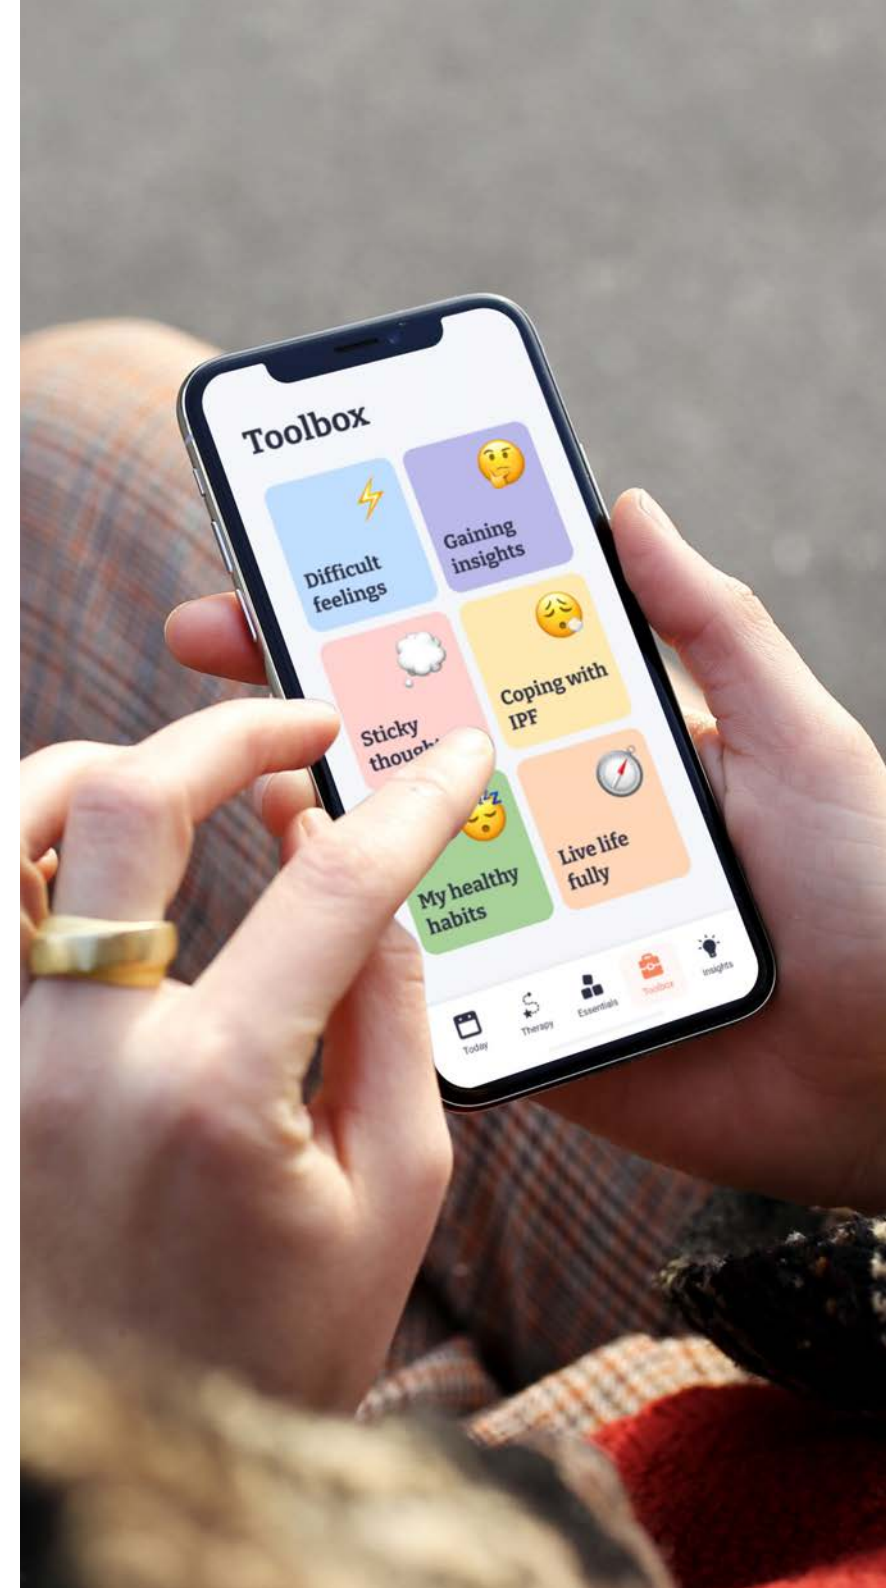 Toolbox
Difficult
feelings
Gaining
insights
Sticky
Coping with
IPF
My healthy
habits
Live life
fully
Today
Therapy
Essentials
Toolbox
Insights